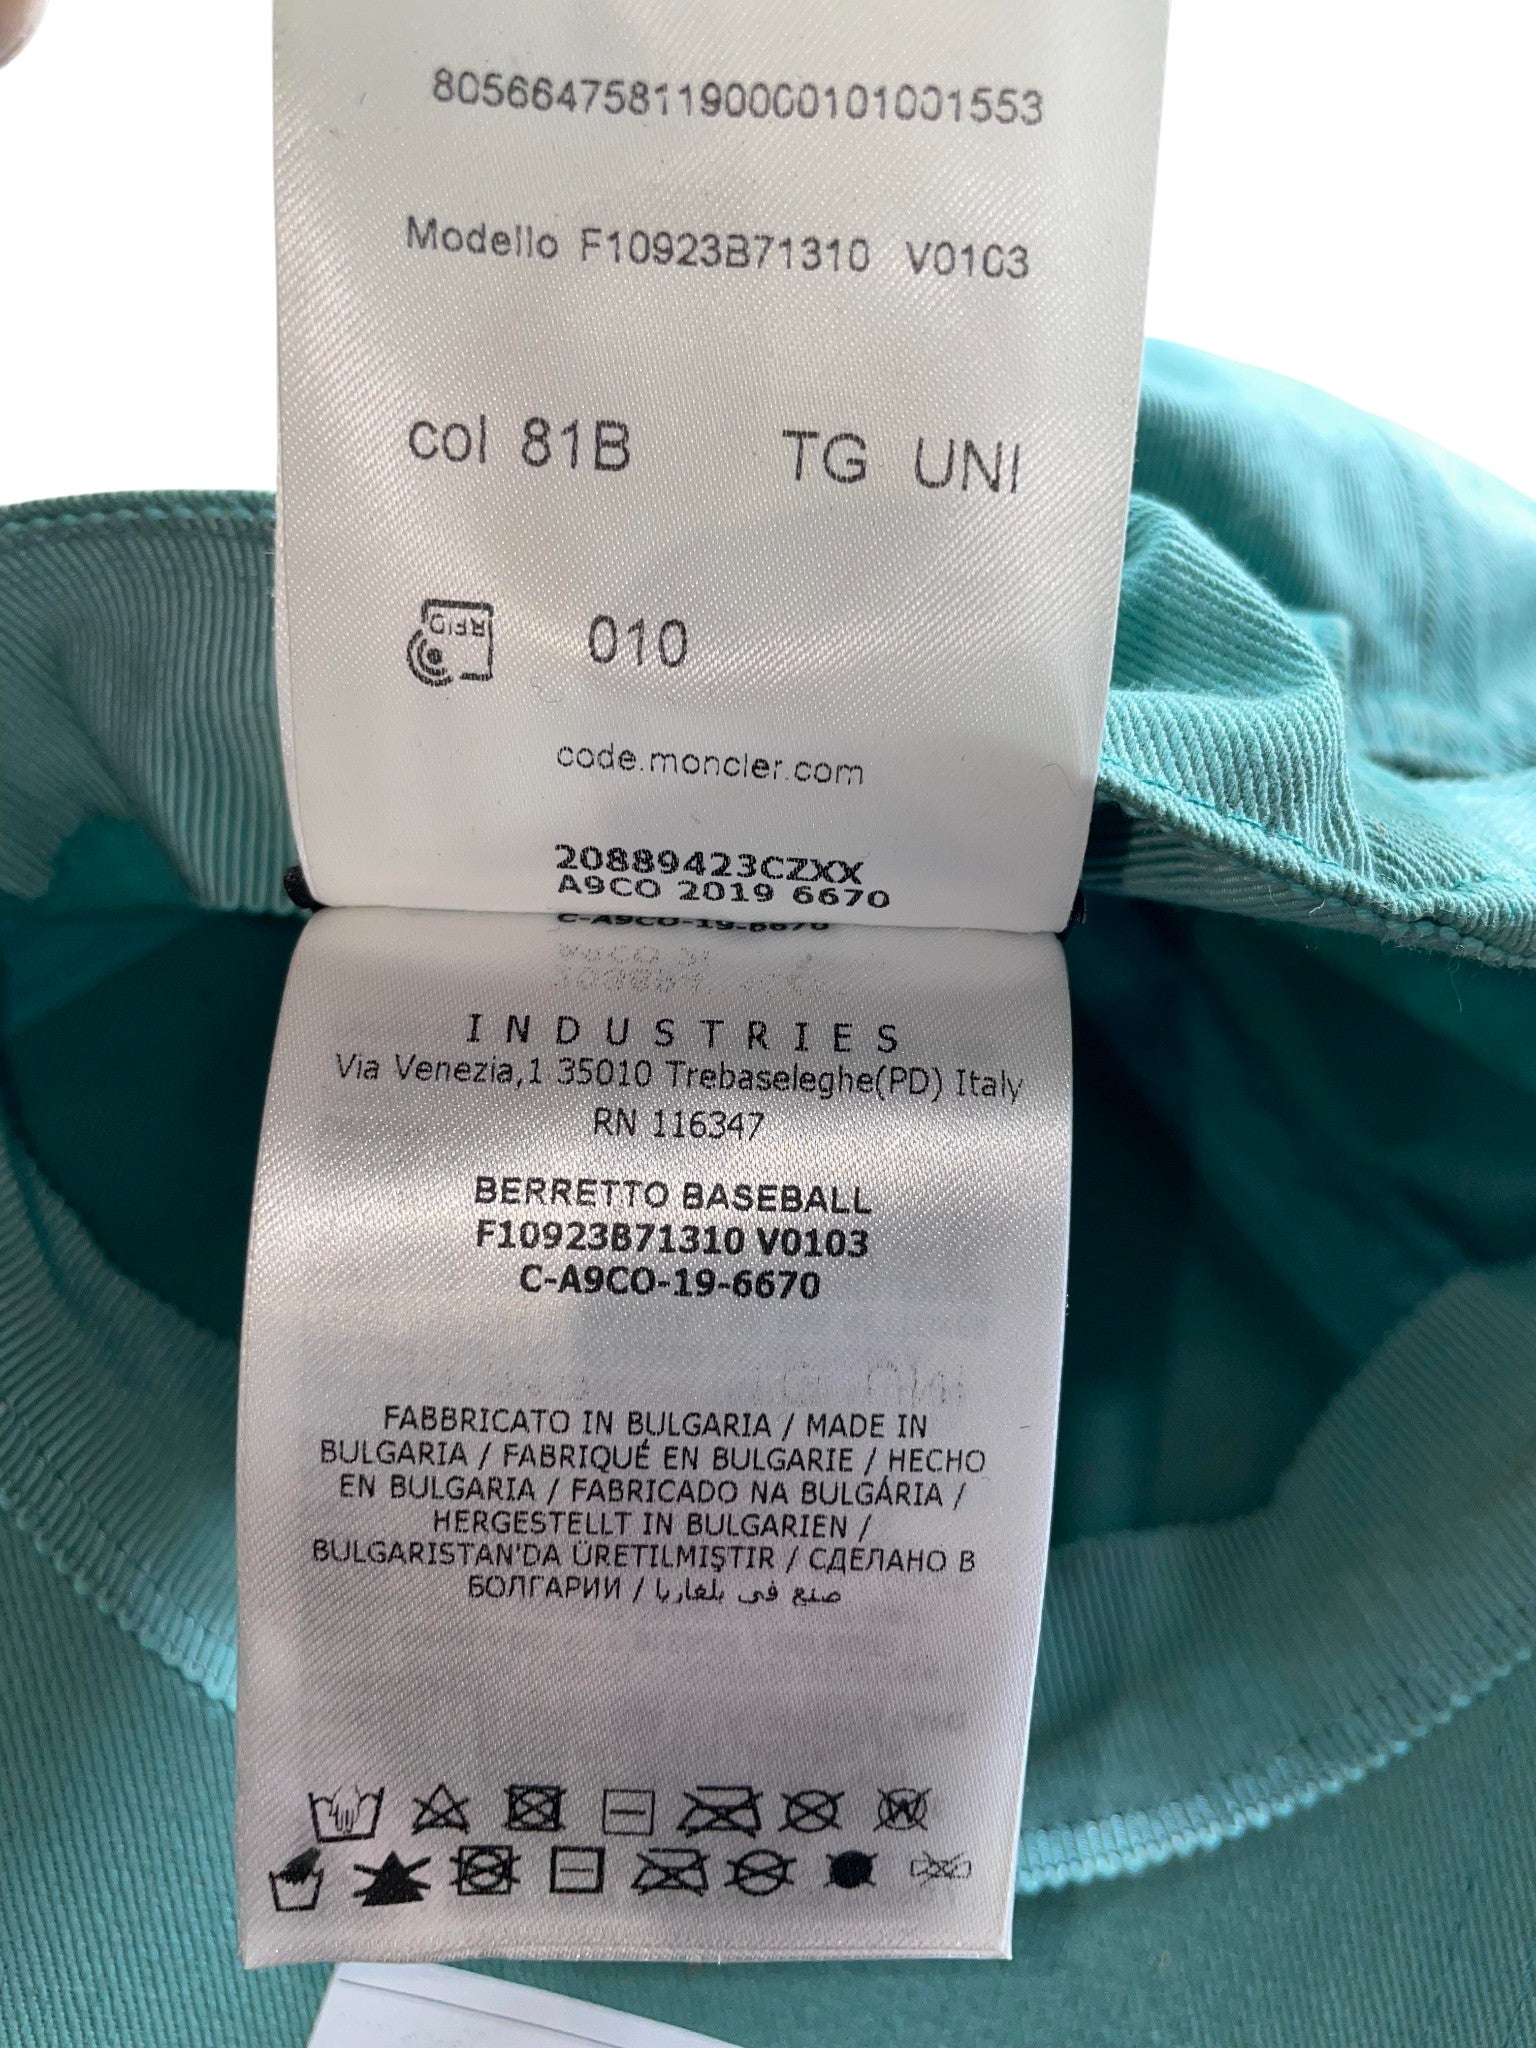 8056647581190000101001553
Modello F10923B71310 V0103
col 81B TG UNI
RFID
010
code.moncler.com
20889423CZXX
A9CO 2019 6670
C-A9CO-19-6670
INDUSTRIES
Via Venezia,1 35010 Trebaseleghe(PD) Italy
RN 116347
BERRETTO BASEBALL
F10923B71310 V0103
C-A9CO-19-6670
FABBRICATO IN BULGARIA / MADE IN
BULGARIA / FABRIQUÉ EN BULGARIE / HECHO
EN BULGARIA / FABRICADO NA BULGÁRIA /
HERGESTELLT IN BULGARIEN /
BULGARISTAN'DA ÜRETILMIŞTIR / СДЕЛАНО В
БОЛГАРИИ / صنع في بلغاريا
W